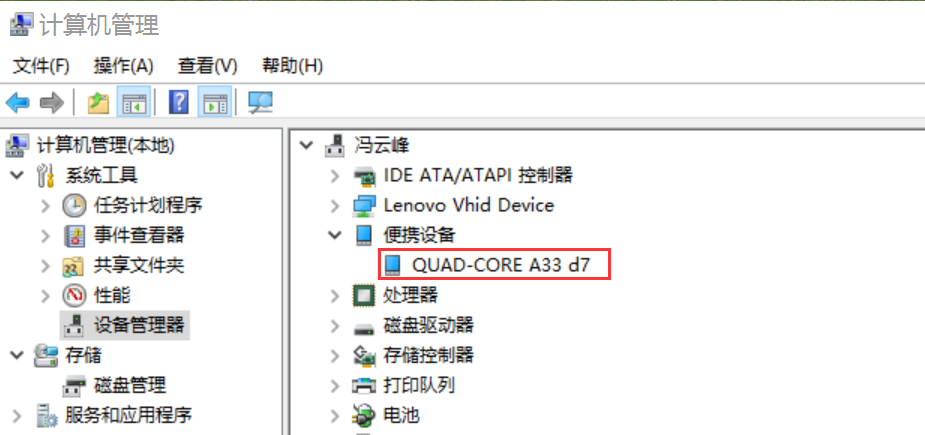 计算机管理
文件(F) 操作(A) 查看(V) 帮助(H)
计算机管理(本地)
系统工具
任务计划程序
事件查看器
共享文件夹
性能
设备管理器
存储
磁盘管理
服务和应用程序
冯云峰
IDE ATA/ATAPI 控制器
Lenovo Vhid Device
便携设备
QUAD-CORE A33 d7
处理器
磁盘驱动器
存储控制器
打印队列
电池